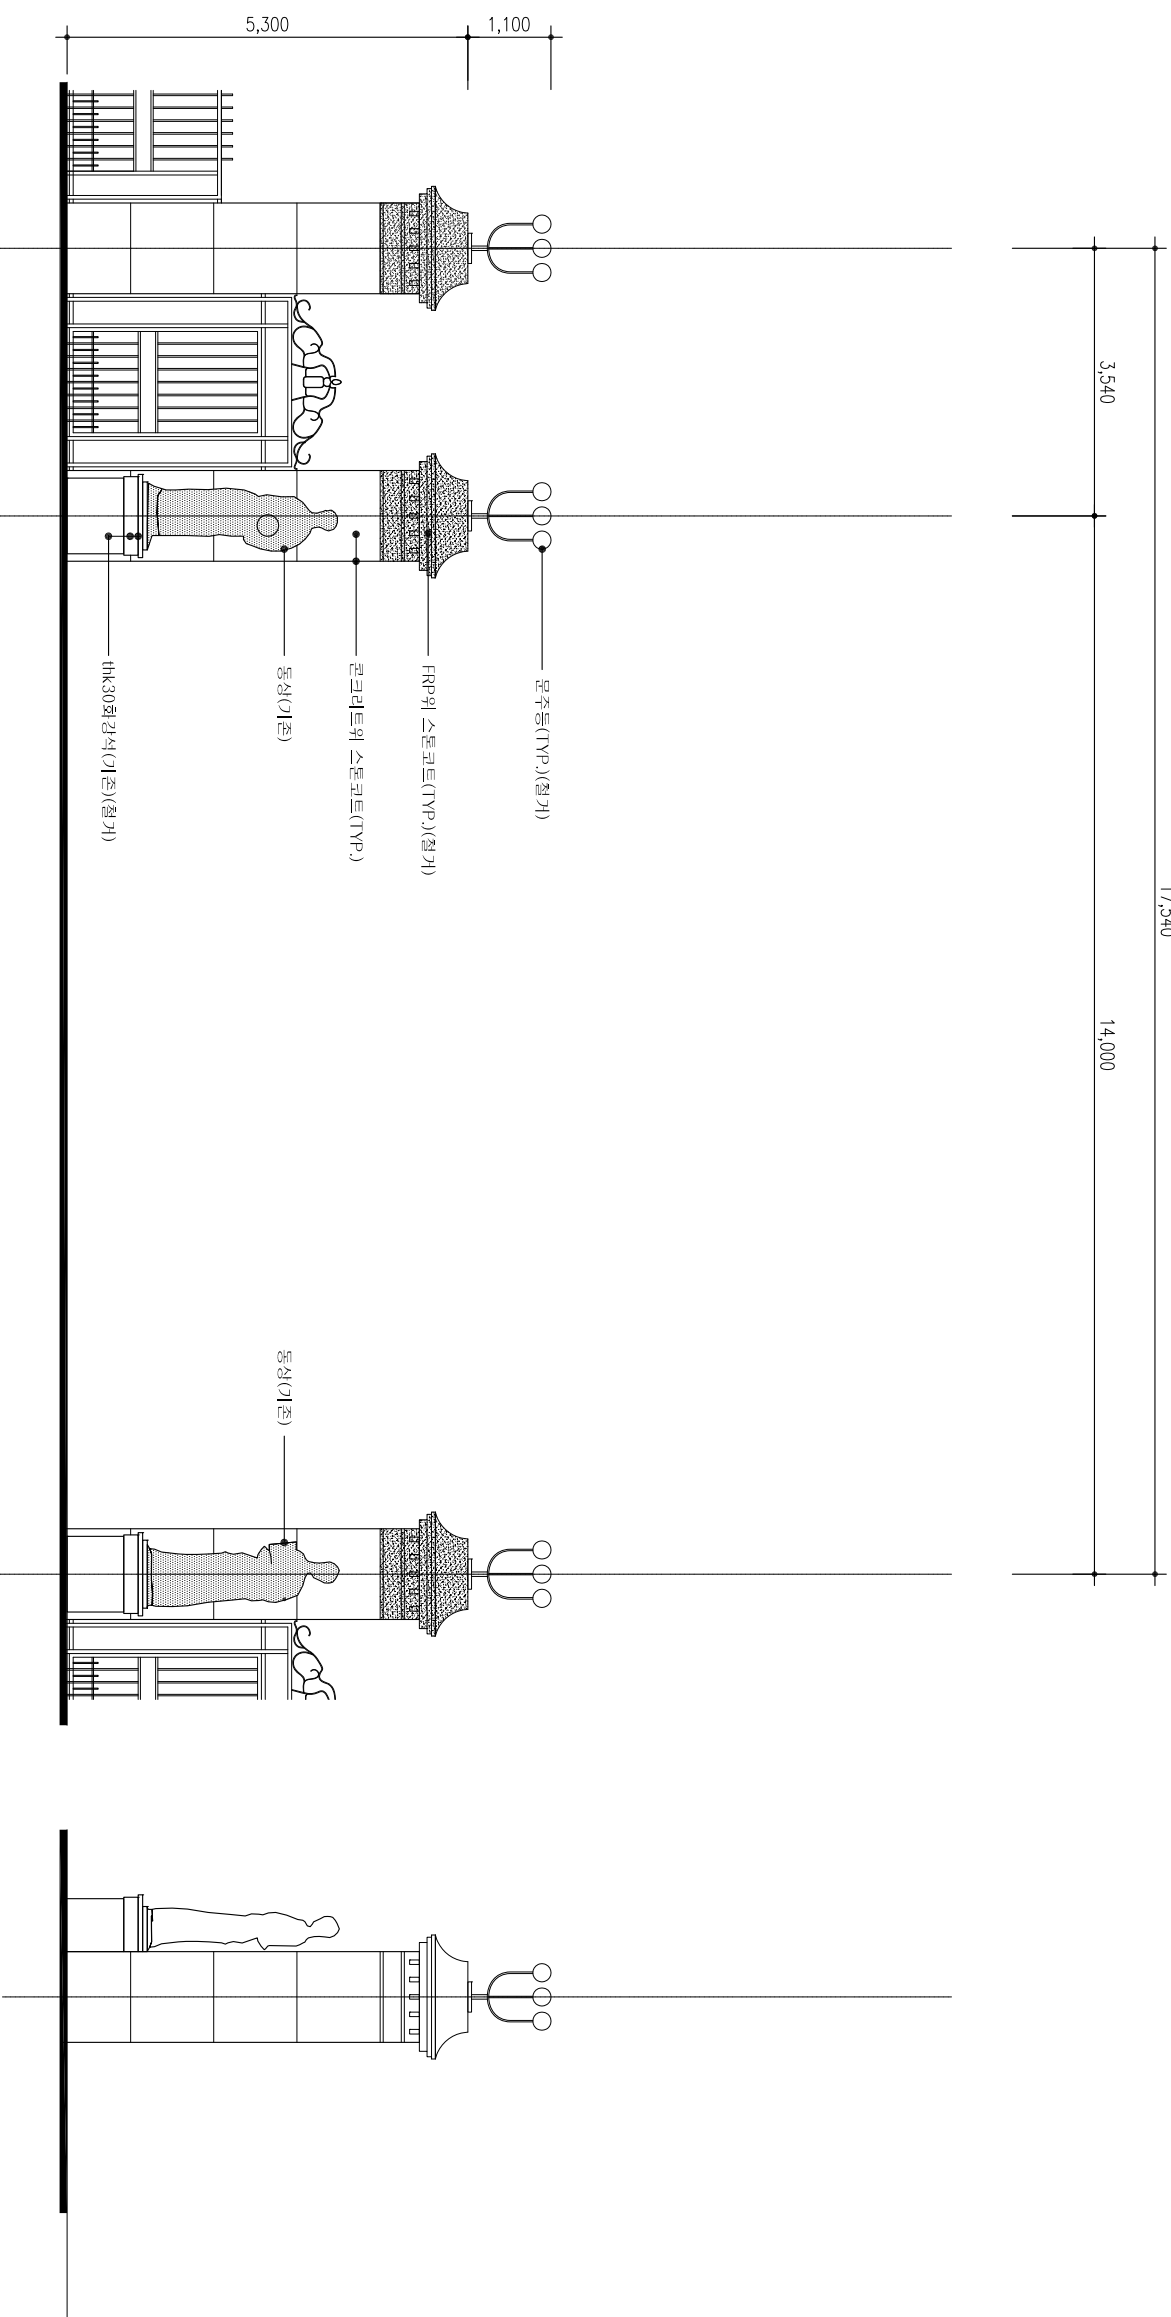 5,300
1,100
17,540
3,540
14,000
문주등(TYP.)(철거)
FRP위 스톤코트(TYP.)(철거)
콘크리트위 스톤코트(TYP.)
동상(기존)
thk30화강석(기존)(철거)
동상(기존)